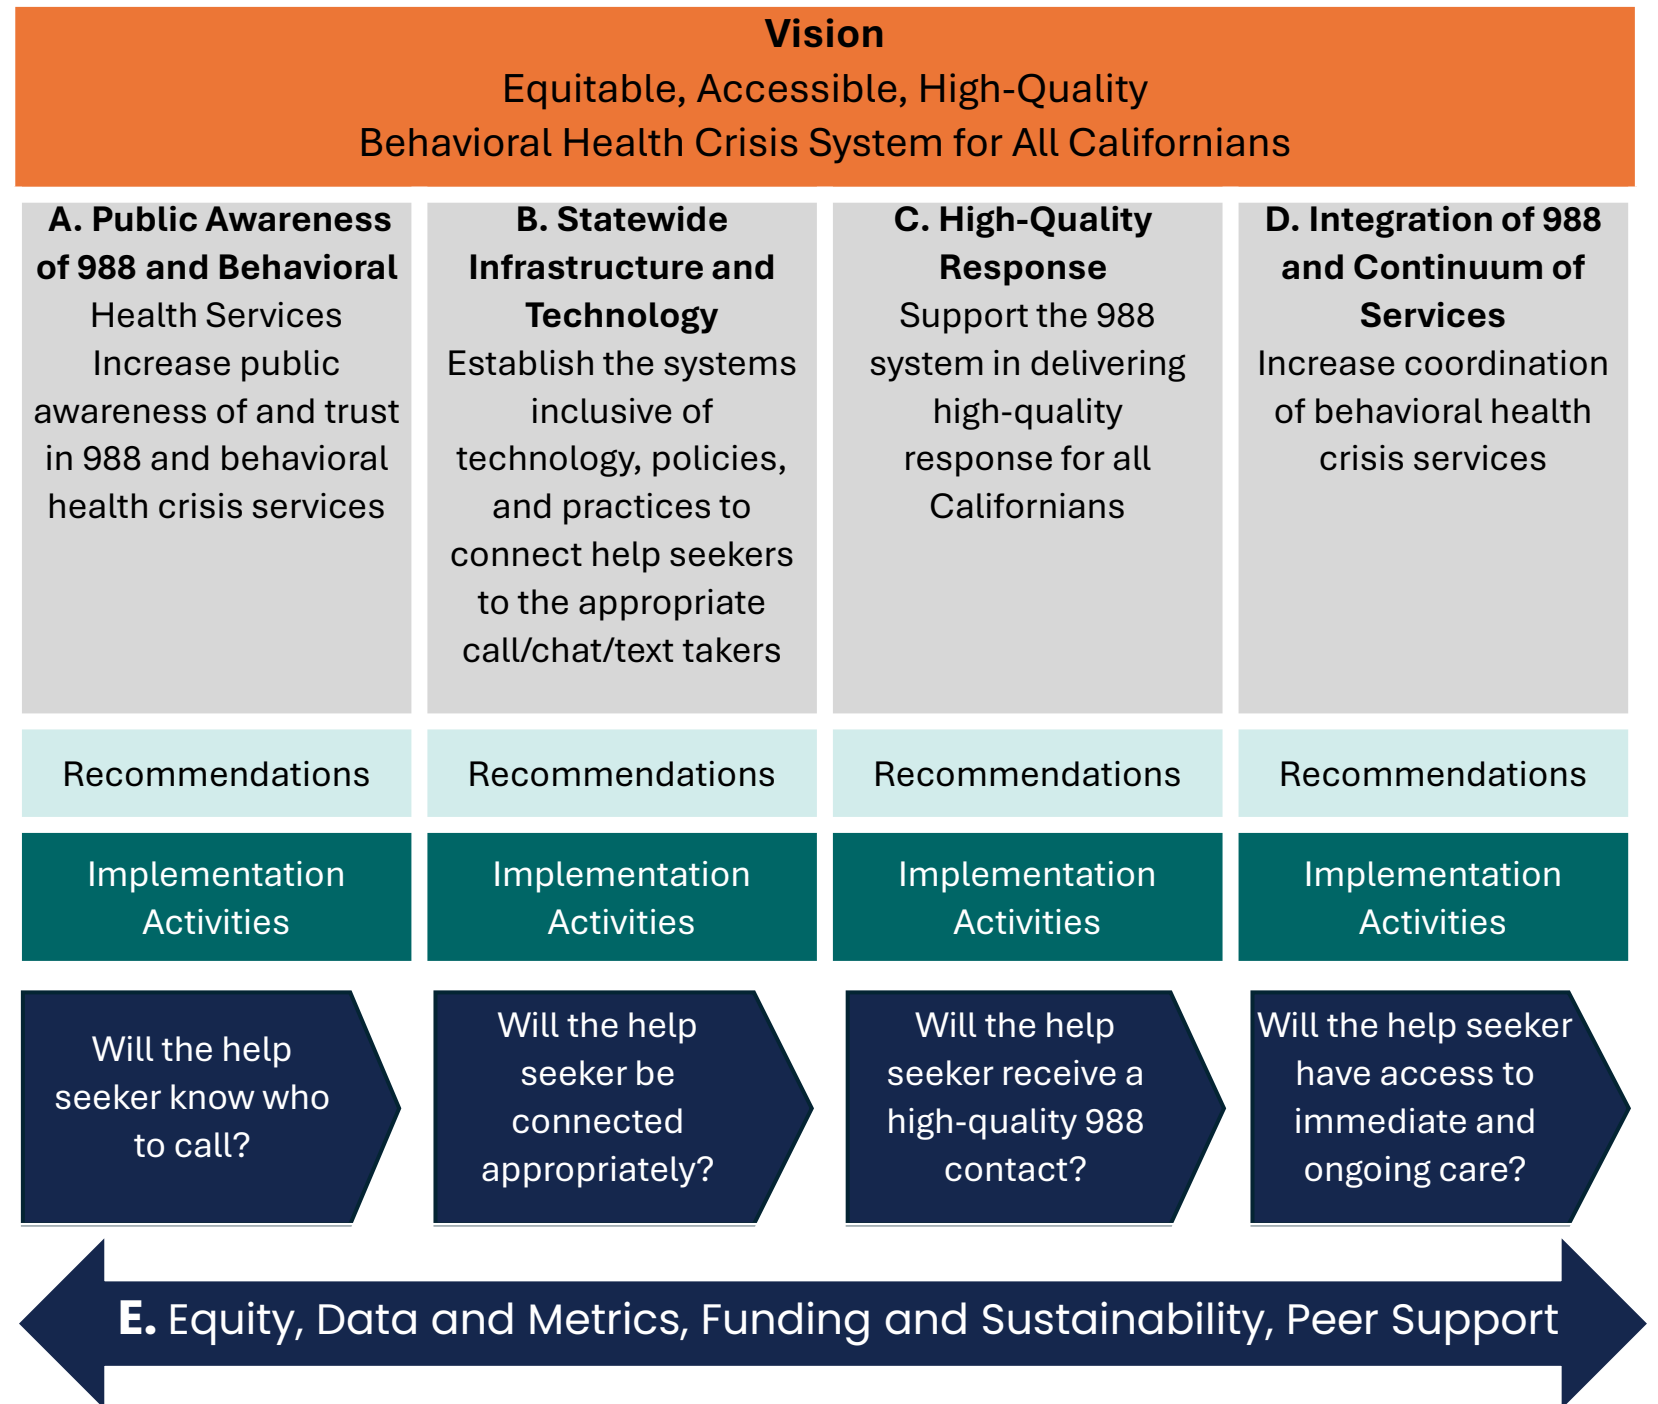 Vision
Equitable, Accessible, High-Quality
Behavioral Health Crisis System for All Californians
A. Public Awareness
of 988 and Behavioral
Health Services
Increase public
awareness of and trust
in 988 and behavioral
health crisis services
B. Statewide
Infrastructure and
Technology
Establish the systems
inclusive of
technology, policies,
and practices to
connect help seekers
to the appropriate
call/chat/text takers
C. High-Quality
Response
Support the 988
system in delivering
high-quality
response for all
Californians
D. Integration of 988
and Continuum of
Services
Increase coordination
of behavioral health
crisis services
Recommendations
Recommendations
Recommendations
Recommendations
Implementation
Activities
Implementation
Activities
Implementation
Activities
Implementation
Activities
Will the help
seeker know who
to call?
Will the help
seeker be
connected
appropriately?
Will the help
seeker receive a
high-quality 988
contact?
Will the help seeker
have access to
immediate and
ongoing care?
E. Equity, Data and Metrics, Funding and Sustainability, Peer Support